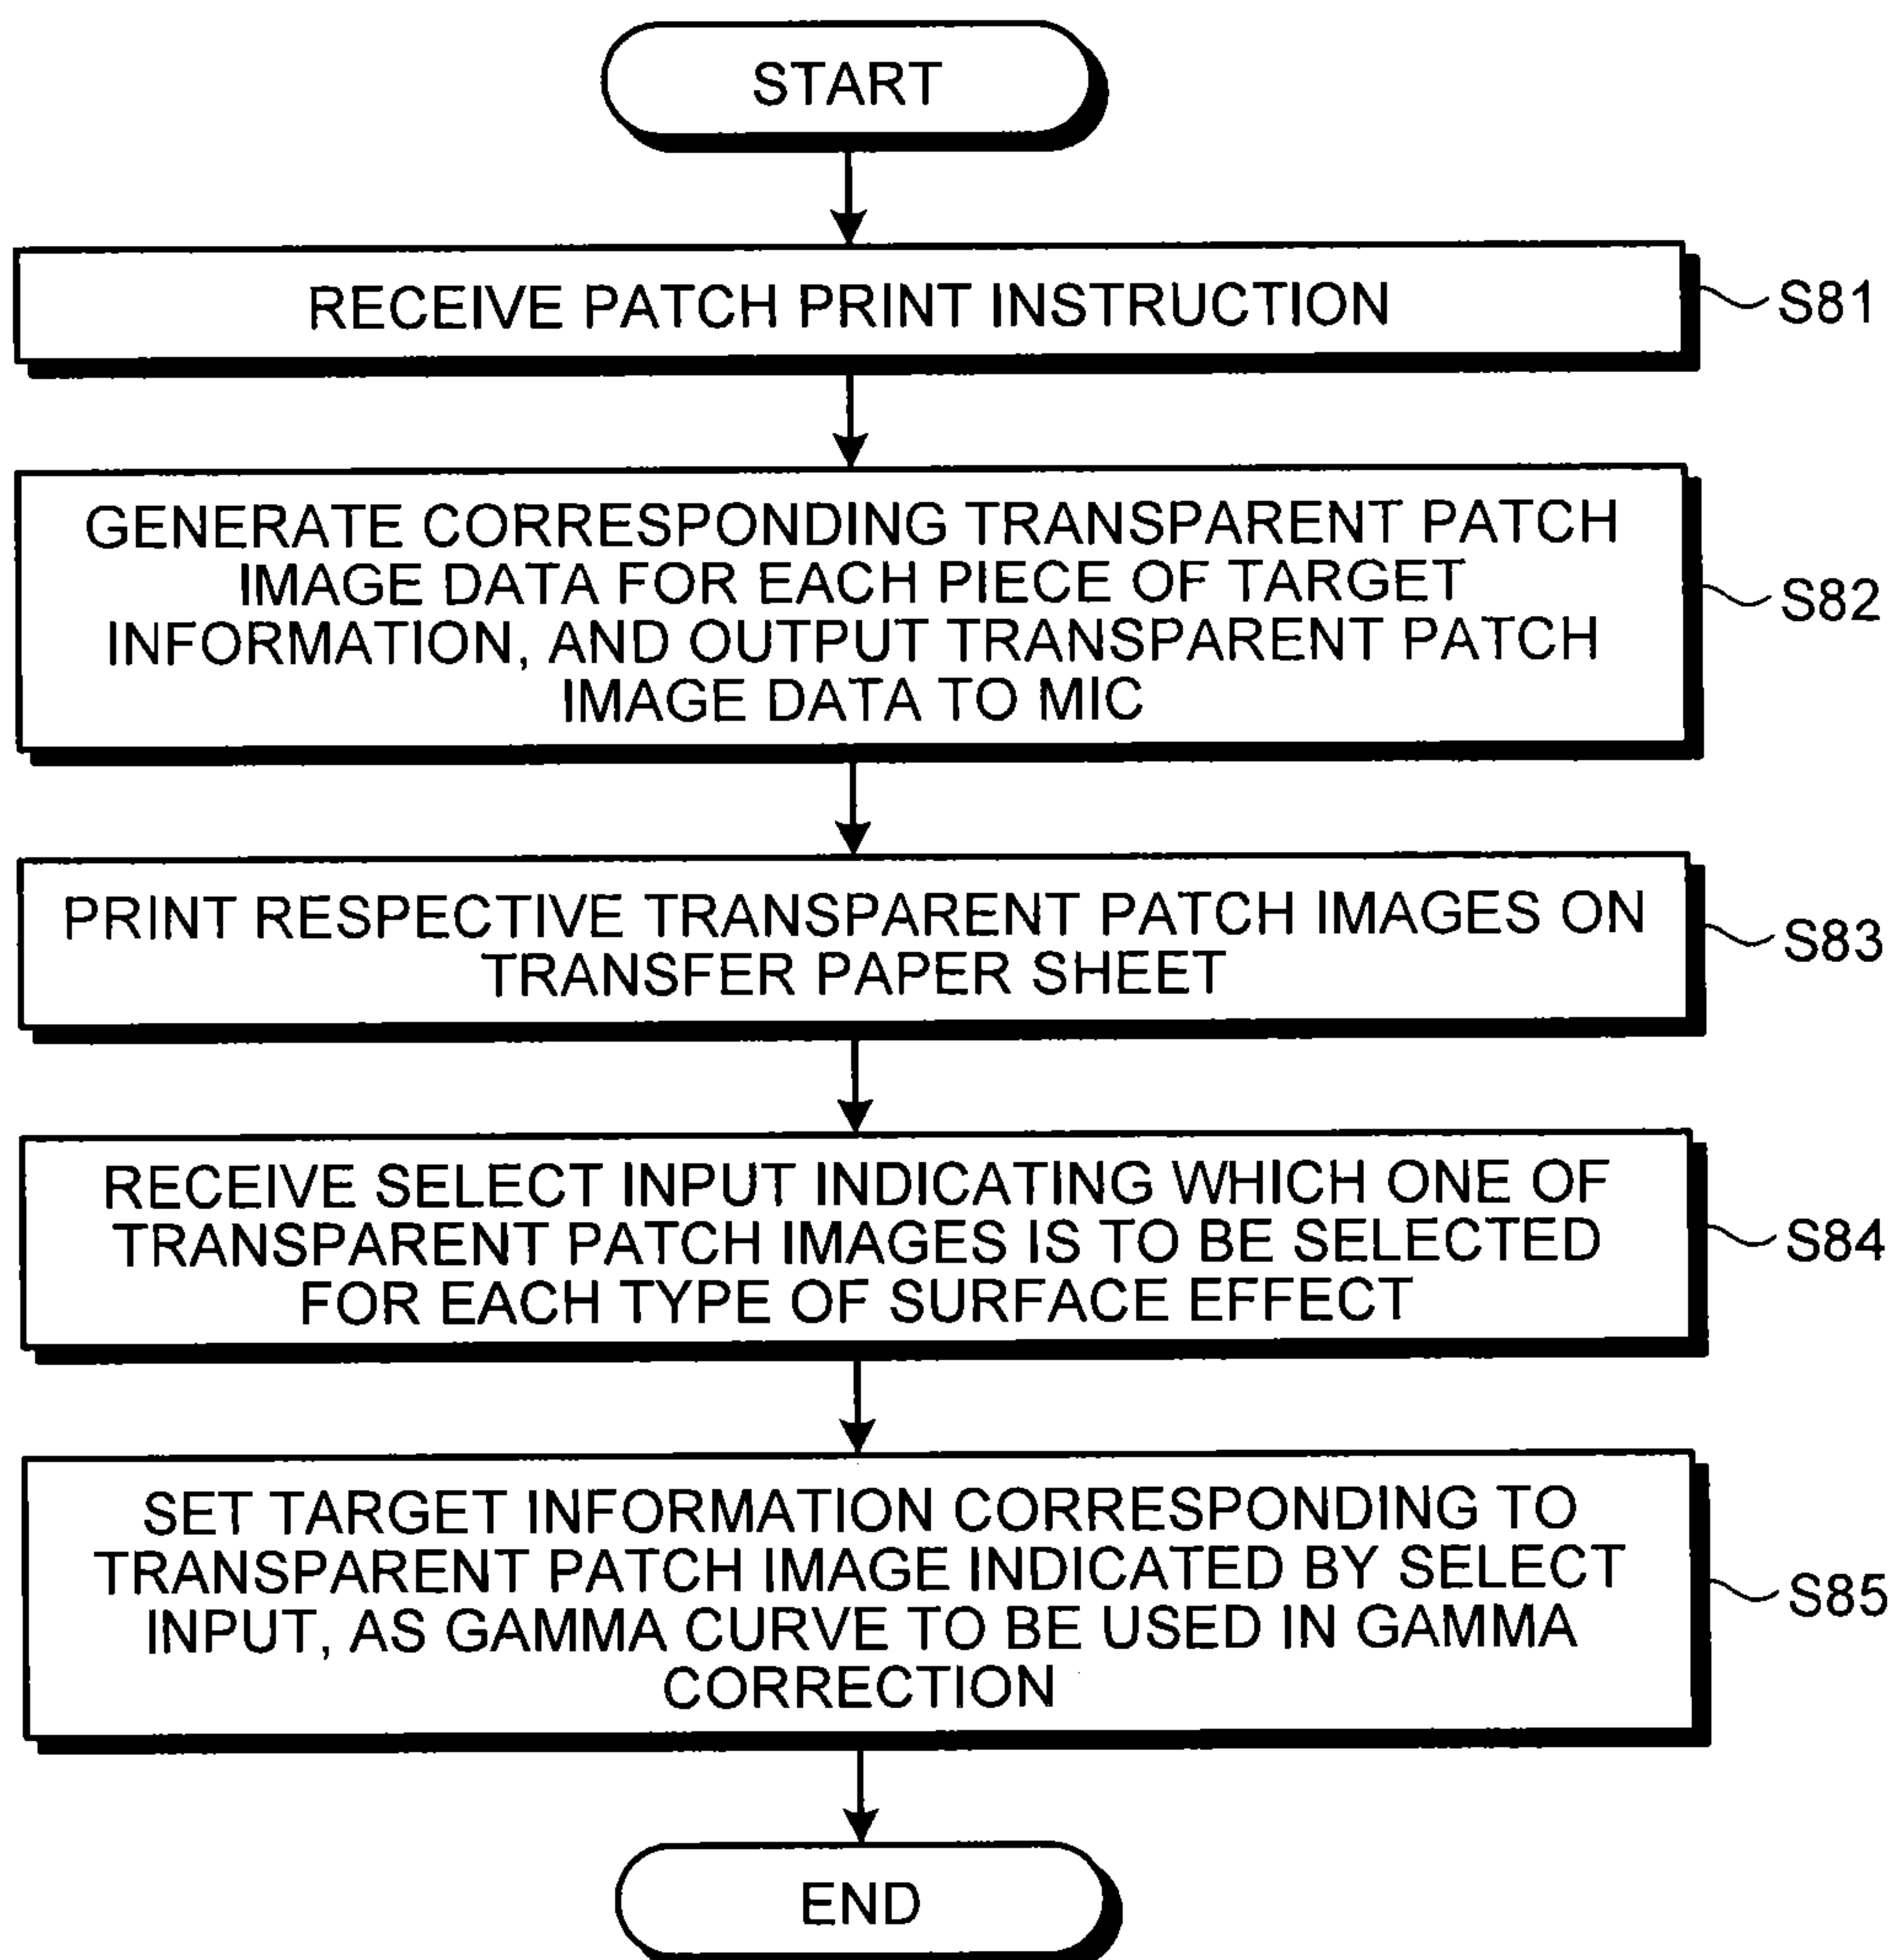 START
RECEIVE PATCH PRINT INSTRUCTION
S81
GENERATE CORRESPONDING TRANSPARENT PATCH
IMAGE DATA FOR EACH PIECE OF TARGET
INFORMATION, AND OUTPUT TRANSPARENT PATCH
IMAGE DATA TO MIC
S82
PRINT RESPECTIVE TRANSPARENT PATCH IMAGES ON
TRANSFER PAPER SHEET
S83
RECEIVE SELECT INPUT INDICATING WHICH ONE OF
TRANSPARENT PATCH IMAGES IS TO BE SELECTED
FOR EACH TYPE OF SURFACE EFFECT
S84
SET TARGET INFORMATION CORRESPONDING TO
TRANSPARENT PATCH IMAGE INDICATED BY SELECT
INPUT, AS GAMMA CURVE TO BE USED IN GAMMA
CORRECTION
S85
END